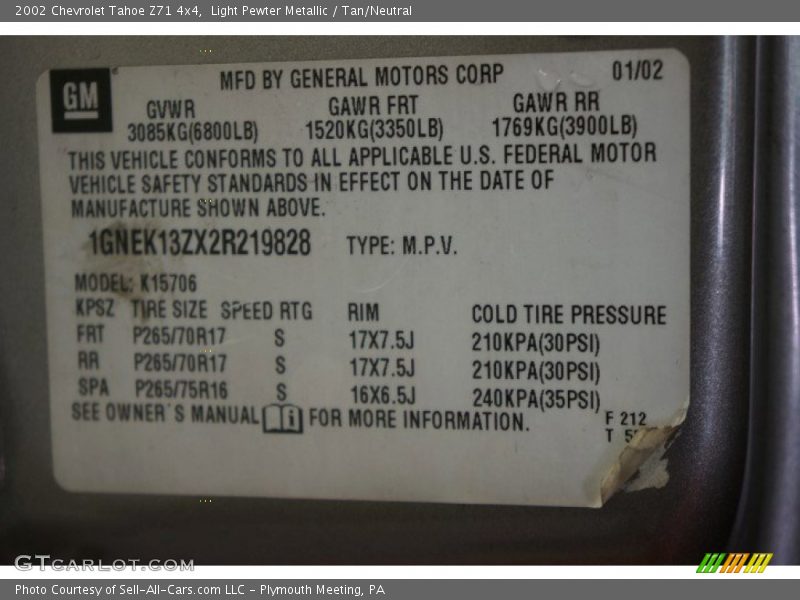 2002 Chevrolet Tahoe Z71 4x4,  Light Pewter Metallic / Tan/Neutral
GM
MFD BY GENERAL MOTORS CORP 01/02
GVWR GAWR FRT GAWR RR
3085KG(6800LB) 1520KG(3350LB) 1769KG(3900LB)
THIS VEHICLE CONFORMS TO ALL APPLICABLE U.S. FEDERAL MOTOR
VEHICLE SAFETY STANDARDS IN EFFECT ON THE DATE OF
MANUFACTURE SHOWN ABOVE.
1GNEK13ZX2R219828 TYPE: M.P.V.
MODEL: K15706
KPSZ TIRE SIZE SPEED RTG RIM COLD TIRE PRESSURE
FRT P265/70R17 S 17X7.5J 210KPA(30PSI)
RR P265/70R17 S 17X7.5J 210KPA(30PSI)
SPA P265/75R16 S 16X6.5J 240KPA(35PSI)
SEE OWNER`S MANUAL FOR MORE INFORMATION.
F 212
T
GTCARLOT.COM
Photo Courtesy of Sell-All-Cars.com LLC – Plymouth Meeting, PA